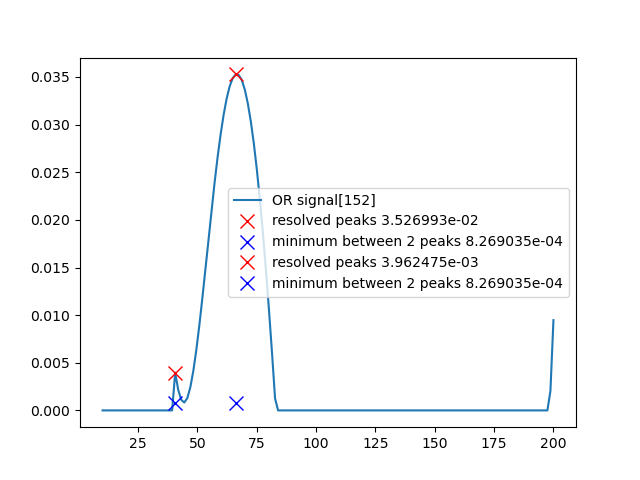 0.035
0.030
0.025
0.020
0.015
0.010
0.005
0.000
OR signal[152]
resolved peaks 3.526993e-02
minimum between 2 peaks 8.269035e-04
resolved peaks 3.962475e-03
minimum between 2 peaks 8.269035e-04
25 50 75 100 125 150 175 200